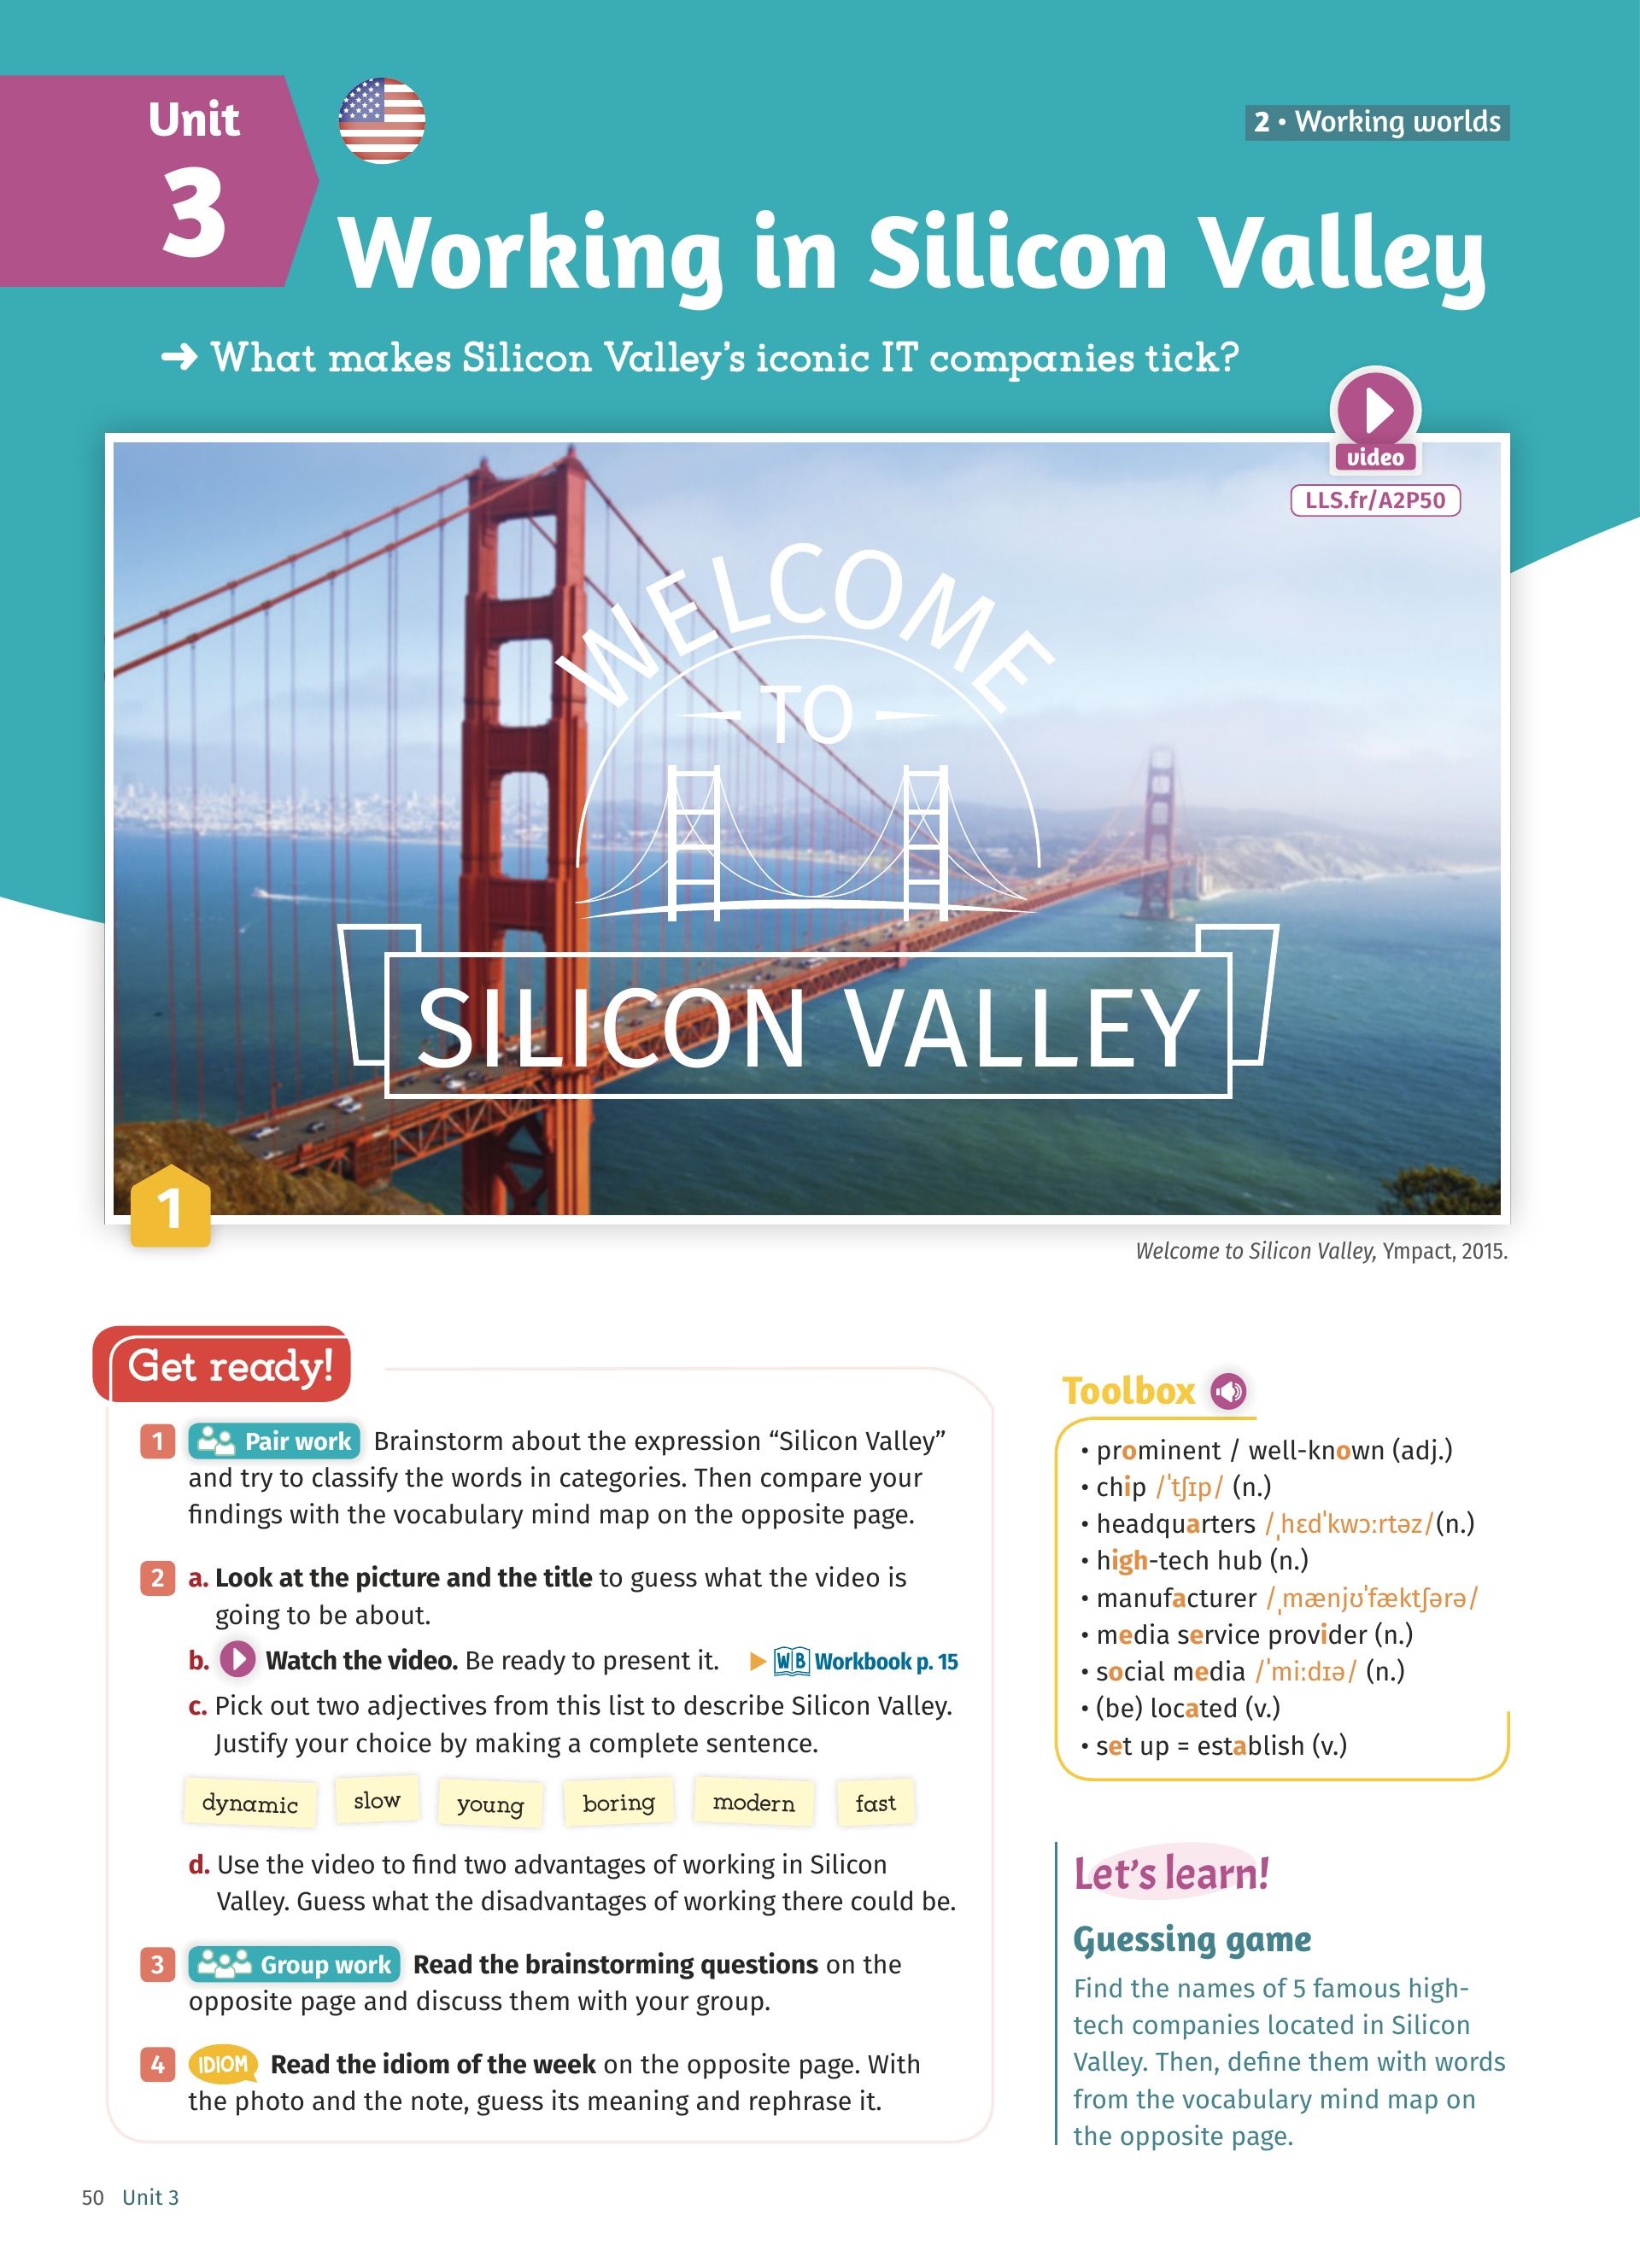 Unit
3
2 • Working worlds
Working in Silicon Valley
➜ What makes Silicon Valley's iconic IT companies tick?
video
LLS.fr/A2P50
WELCOME
TO
SILICON VALLEY
1
Welcome to Silicon Valley, Ympact, 2015.
Get ready!
1 Pair work Brainstorm about the expression “Silicon Valley”
and try to classify the words in categories. Then compare your
findings with the vocabulary mind map on the opposite page.
2 a. Look at the picture and the title to guess what the video is
going to be about.
b. Watch the video. Be ready to present it. ▶ WB Workbook p. 15
c. Pick out two adjectives from this list to describe Silicon Valley.
Justify your choice by making a complete sentence.
dynamic slow young boring modern fast
d. Use the video to find two advantages of working in Silicon
Valley. Guess what the disadvantages of working there could be.
3 Group work Read the brainstorming questions on the
opposite page and discuss them with your group.
4 IDIOM Read the idiom of the week on the opposite page. With
the photo and the note, guess its meaning and rephrase it.
Toolbox
• prominent / well-known (adj.)
• chip /ˈtʃɪp/ (n.)
• headquarters /ˌhɛdˈkwɔːrtəz/(n.)
• high-tech hub (n.)
• manufacturer /ˌmænjʊˈfæktʃərə/
• media service provider (n.)
• social media /ˈmiːdɪə/ (n.)
• (be) located (v.)
• set up = establish (v.)
Let's learn!
Guessing game
Find the names of 5 famous high-
tech companies located in Silicon
Valley. Then, define them with words
from the vocabulary mind map on
the opposite page.
50 Unit 3